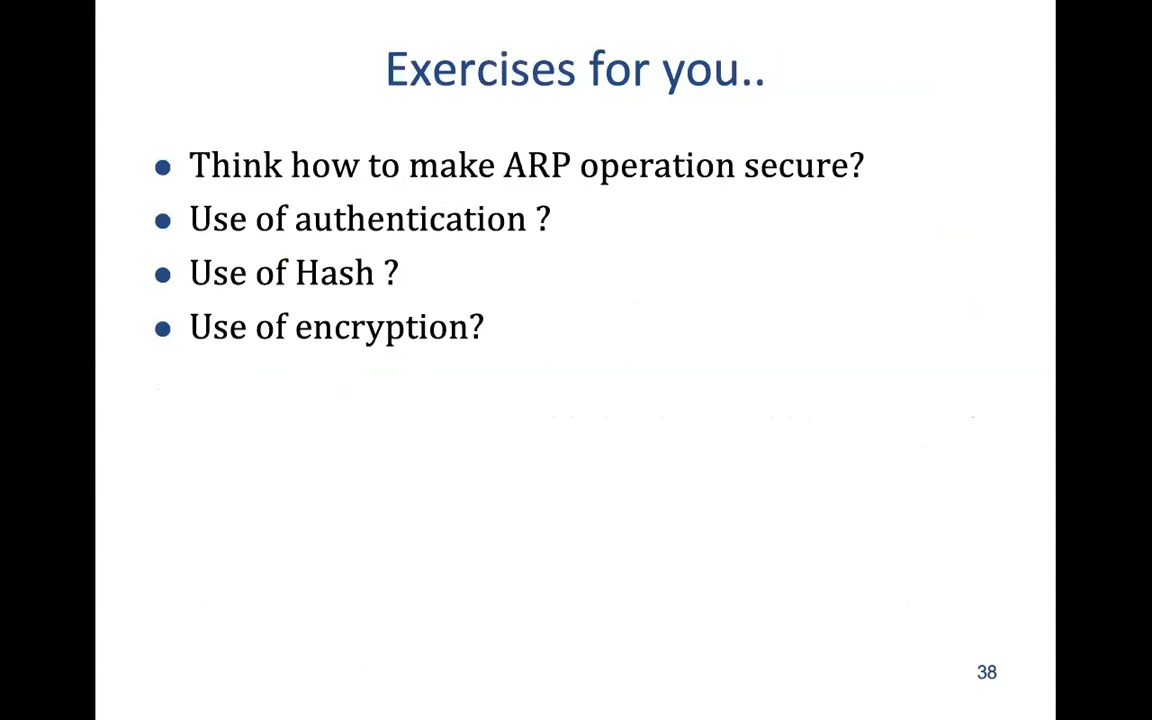 Exercises for you..
Think how to make ARP operation secure?
Use of authentication ?
Use of Hash ?
Use of encryption?
38